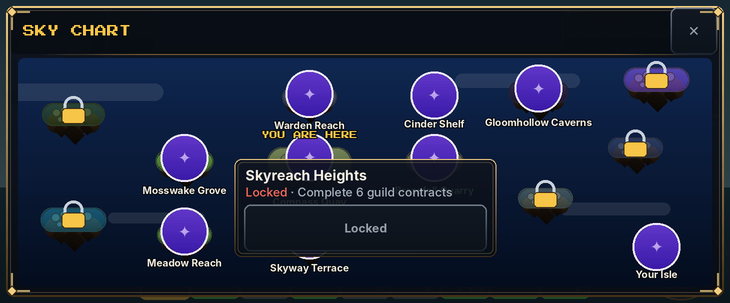 SKY CHART
Warden Reach
Cinder Shelf
Gloomhollow Caverns
YOU ARE HERE
Mosswake Grove
Skyreach Heights
Locked · Complete 6 guild contracts
Locked
Meadow Reach
Skyway Terrace
Your Isle